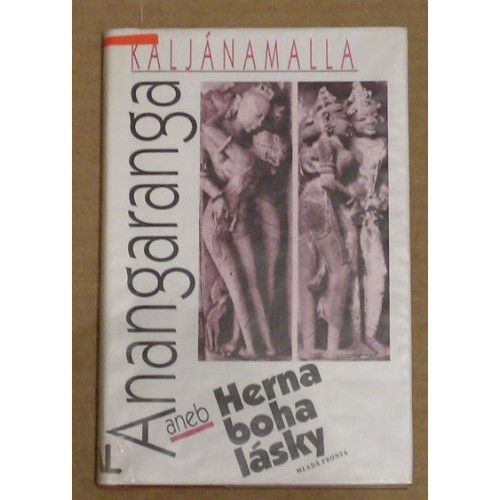 KALJÁNAMALLA
Anangaranga
aneb
Herna
boha
lásky
MLADÁ FRONTA